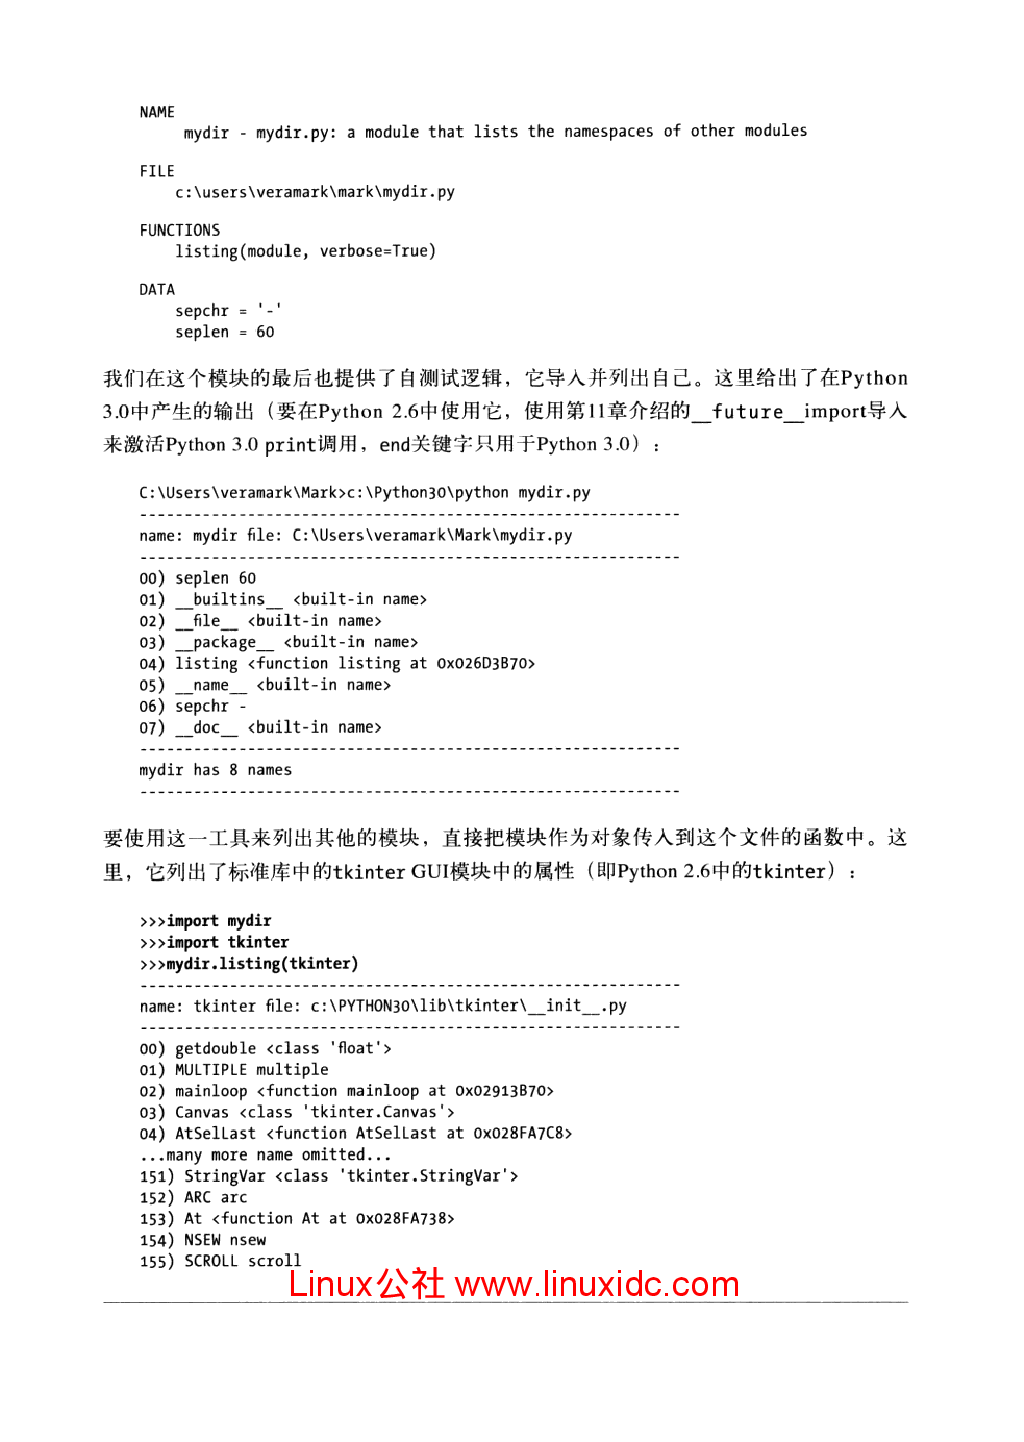 NAME
mydir - mydir.py: a module that lists the namespaces of other modules
FILE
c:\users\veramark\mark\mydir.py
FUNCTIONS
listing(module, verbose=True)
DATA
sepchr = '-'
seplen = 60
我们在这个模块的最后也提供了自测试逻辑，它导入并列出自己。这里给出了在Python
3.0中产生的输出（要在Python 2.6中使用它，使用第11章介绍的__future__import导入
来激活Python 3.0 print调用，end关键字只用于Python 3.0）：
C:\Users\veramark\Mark>c:\Python30\python mydir.py
------------------------------------------------------------
name: mydir file: C:\Users\veramark\Mark\mydir.py
------------------------------------------------------------
00) seplen 60
01) __builtins__ <built-in name>
02) __file__ <built-in name>
03) __package__ <built-in name>
04) listing <function listing at 0x026D3B70>
05) __name__ <built-in name>
06) sepchr -
07) __doc__ <built-in name>
------------------------------------------------------------
mydir has 8 names
------------------------------------------------------------
要使用这一工具来列出其他的模块，直接把模块作为对象传入到这个文件的函数中。这
里，它列出了标准库中的tkinter GUI模块中的属性（即Python 2.6中的tkinter）：
>>>import mydir
>>>import tkinter
>>>mydir.listing(tkinter)
------------------------------------------------------------
name: tkinter file: c:\PYTHON30\lib\tkinter\__init__.py
------------------------------------------------------------
00) getdouble <class 'float'>
01) MULTIPLE multiple
02) mainloop <function mainloop at 0x02913B70>
03) Canvas <class 'tkinter.Canvas'>
04) AtSelLast <function AtSelLast at 0x028FA7C8>
...many more name omitted...
151) StringVar <class 'tkinter.StringVar'>
152) ARC arc
153) At <function At at 0x028FA738>
154) NSEW nsew
155) SCROLL scroll
Linux公社 www.linuxidc.com